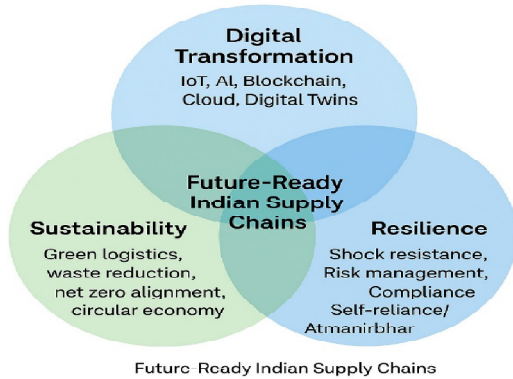 Digital
Transformation
IoT, AI, Blockchain,
Cloud, Digital Twins
Future-Ready
Indian Supply
Chains
Sustainability
Green logistics,
waste reduction,
net zero alignment,
circular economy
Resilience
Shock resistance,
Risk management,
Compliance
Self-reliance/
Atmanirbhar
Future-Ready Indian Supply Chains